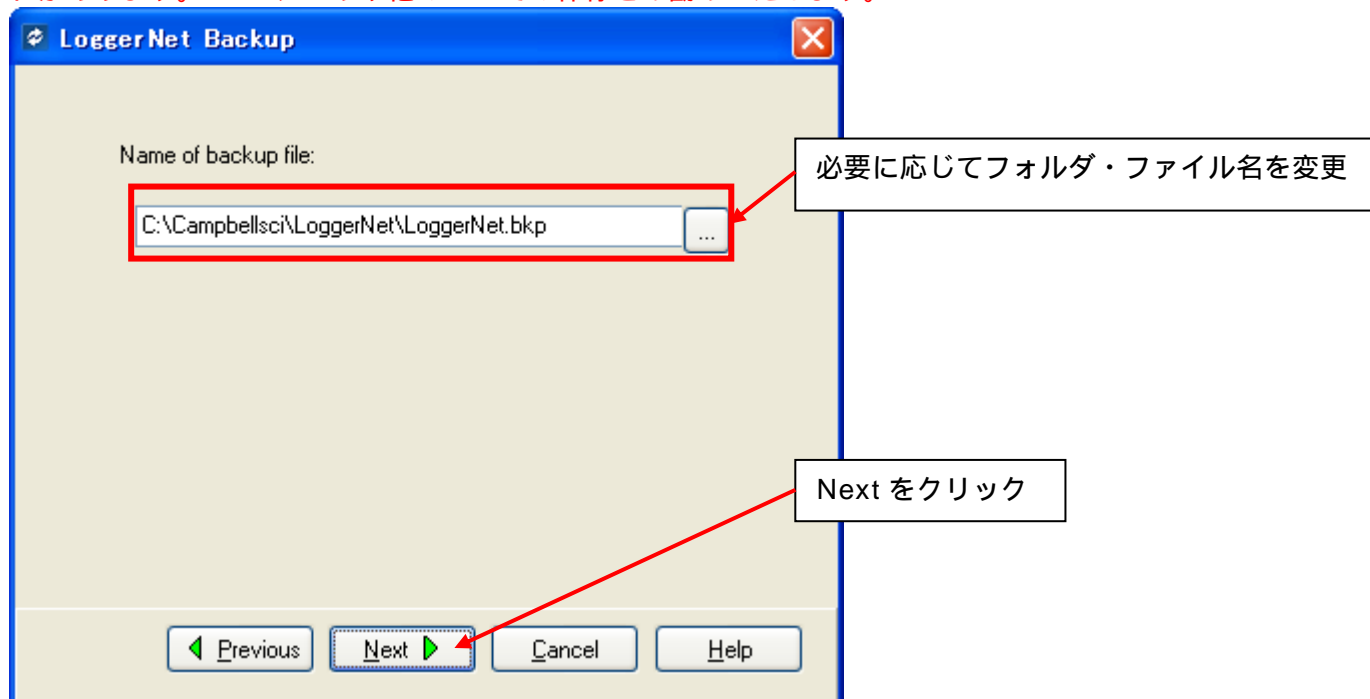 LoggerNet Backup
Name of backup file:
必要に応じてフォルダ・ファイル名を変更
C:\Campbellsci\LoggerNet\LoggerNet.bkp
...
Next をクリック
Previous
Next
Cancel
Help